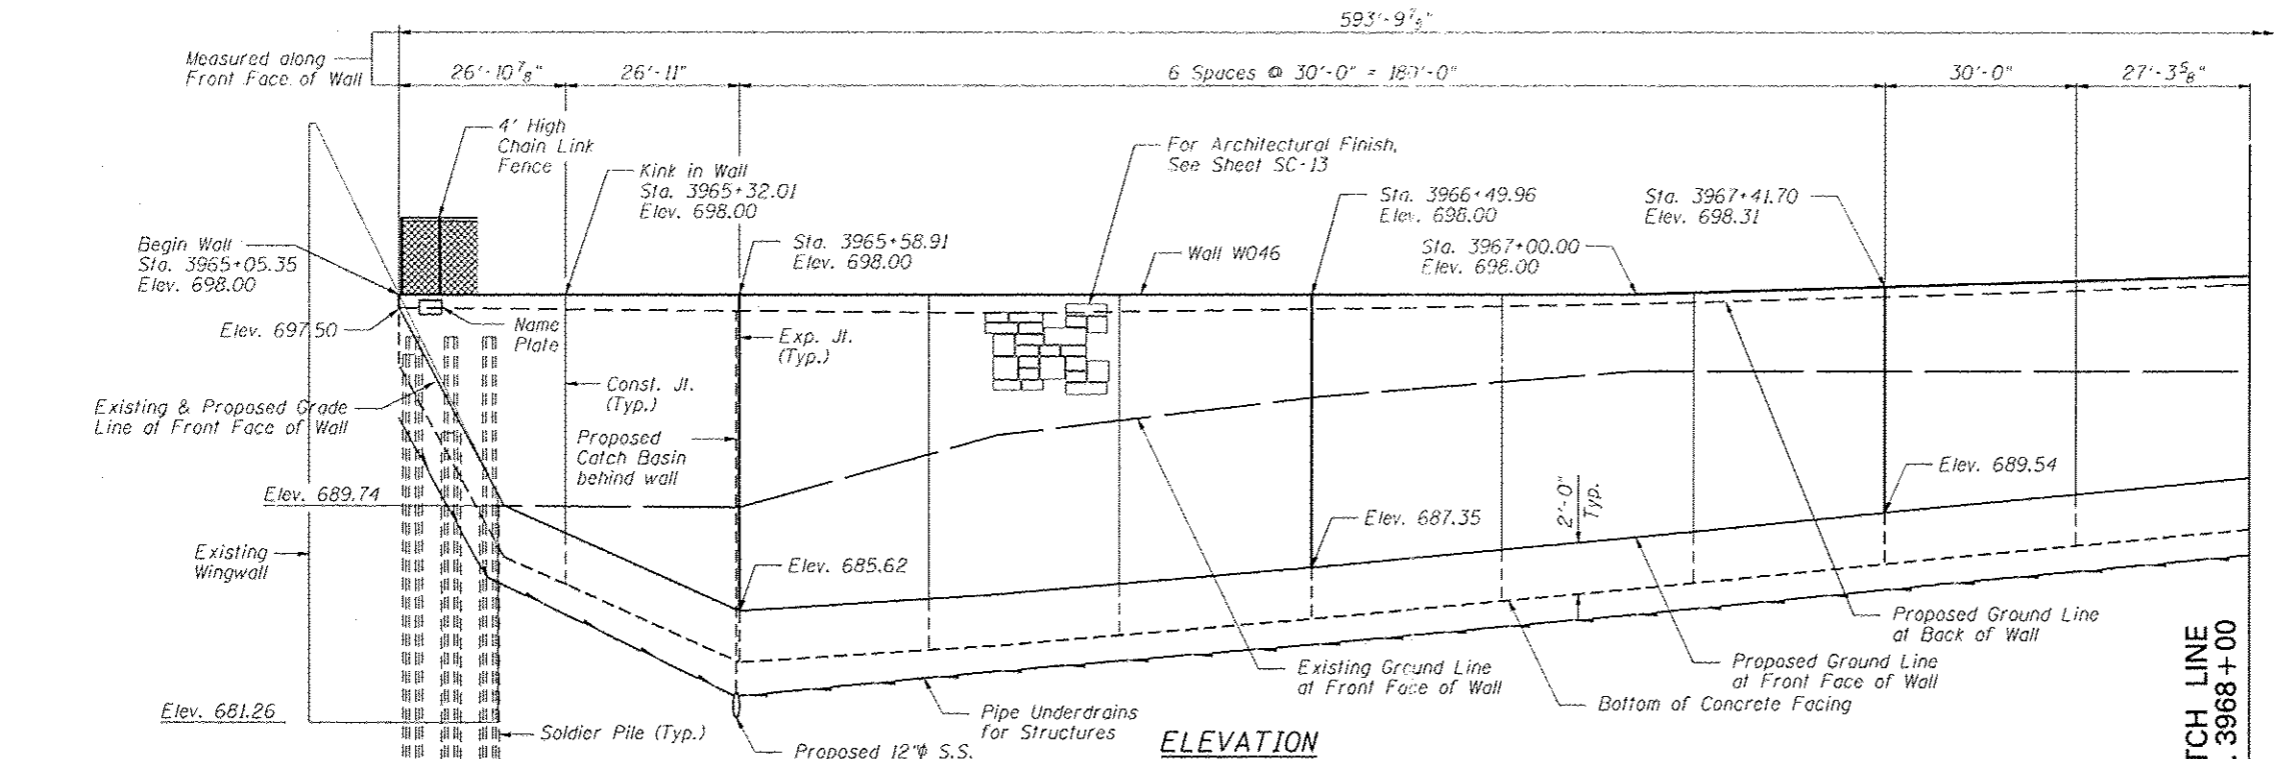 593'-9⅞"
Measured along
Front Face of Wall
26'-10⅞"
26'-11"
6 Spaces @ 30'-0" = 180'-0"
30'-0"
27'-3⅝"
4' High
Chain Link
Fence
Kink in Wall
Sta. 3965+32.01
Elev. 698.00
For Architectural Finish,
See Sheet SC-13
Sta. 3966+49.96
Elev. 698.00
Sta. 3967+41.70
Elev. 698.31
Begin Wall
Sta. 3965+05.35
Elev. 698.00
Sta. 3965+58.91
Elev. 698.00
Wall W046
Sta. 3967+00.00
Elev. 698.00
Elev. 697.50
Name
Plate
Exp. Jt.
(Typ.)
Const. Jt.
(Typ.)
Existing & Proposed Grade
Line at Front Face of Wall
Proposed
Catch Basin
behind wall
Elev. 689.74
Elev. 689.54
2'-0"
Typ.
Elev. 687.35
Existing
Wingwall
Elev. 685.62
Proposed Ground Line
at Back of Wall
Existing Ground Line
at Front Face of Wall
Proposed Ground Line
at Front Face of Wall
Bottom of Concrete Facing
Elev. 681.26
Soldier Pile (Typ.)
Pipe Underdrains
for Structures
Proposed 12"ϕ S.S.
ELEVATION
TCH LINE
. 3968+00